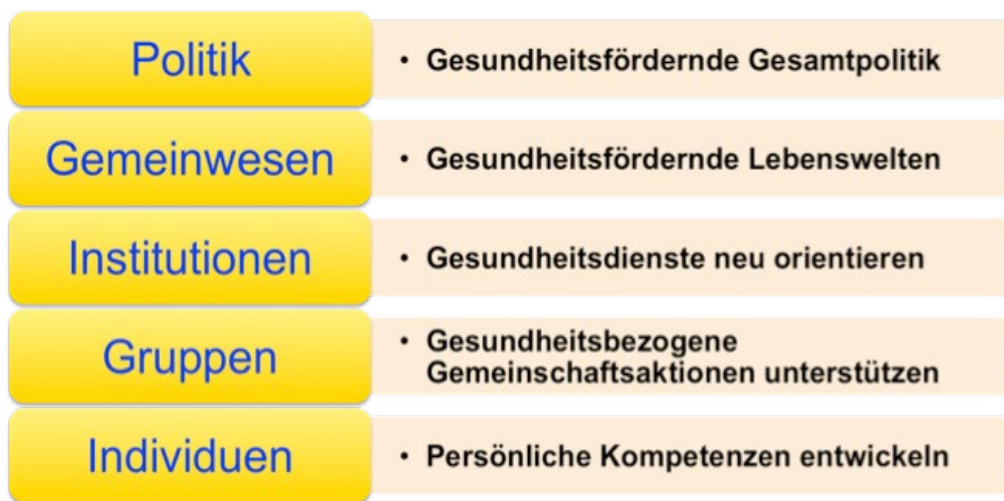 Politik
• Gesundheitsfördernde Gesamtpolitik
Gemeinwesen
• Gesundheitsfördernde Lebenswelten
Institutionen
• Gesundheitsdienste neu orientieren
Gruppen
• Gesundheitsbezogene
Gemeinschaftsaktionen unterstützen
Individuen
• Persönliche Kompetenzen entwickeln